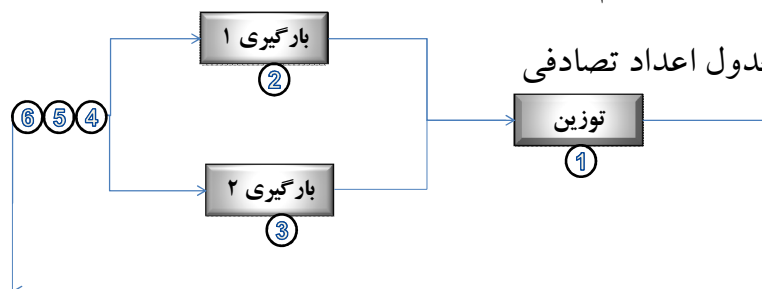 بارگیری ۱
②
جدول اعداد تصادفی
توزین
①
⑥ ⑤ ④
بارگیری ۲
③